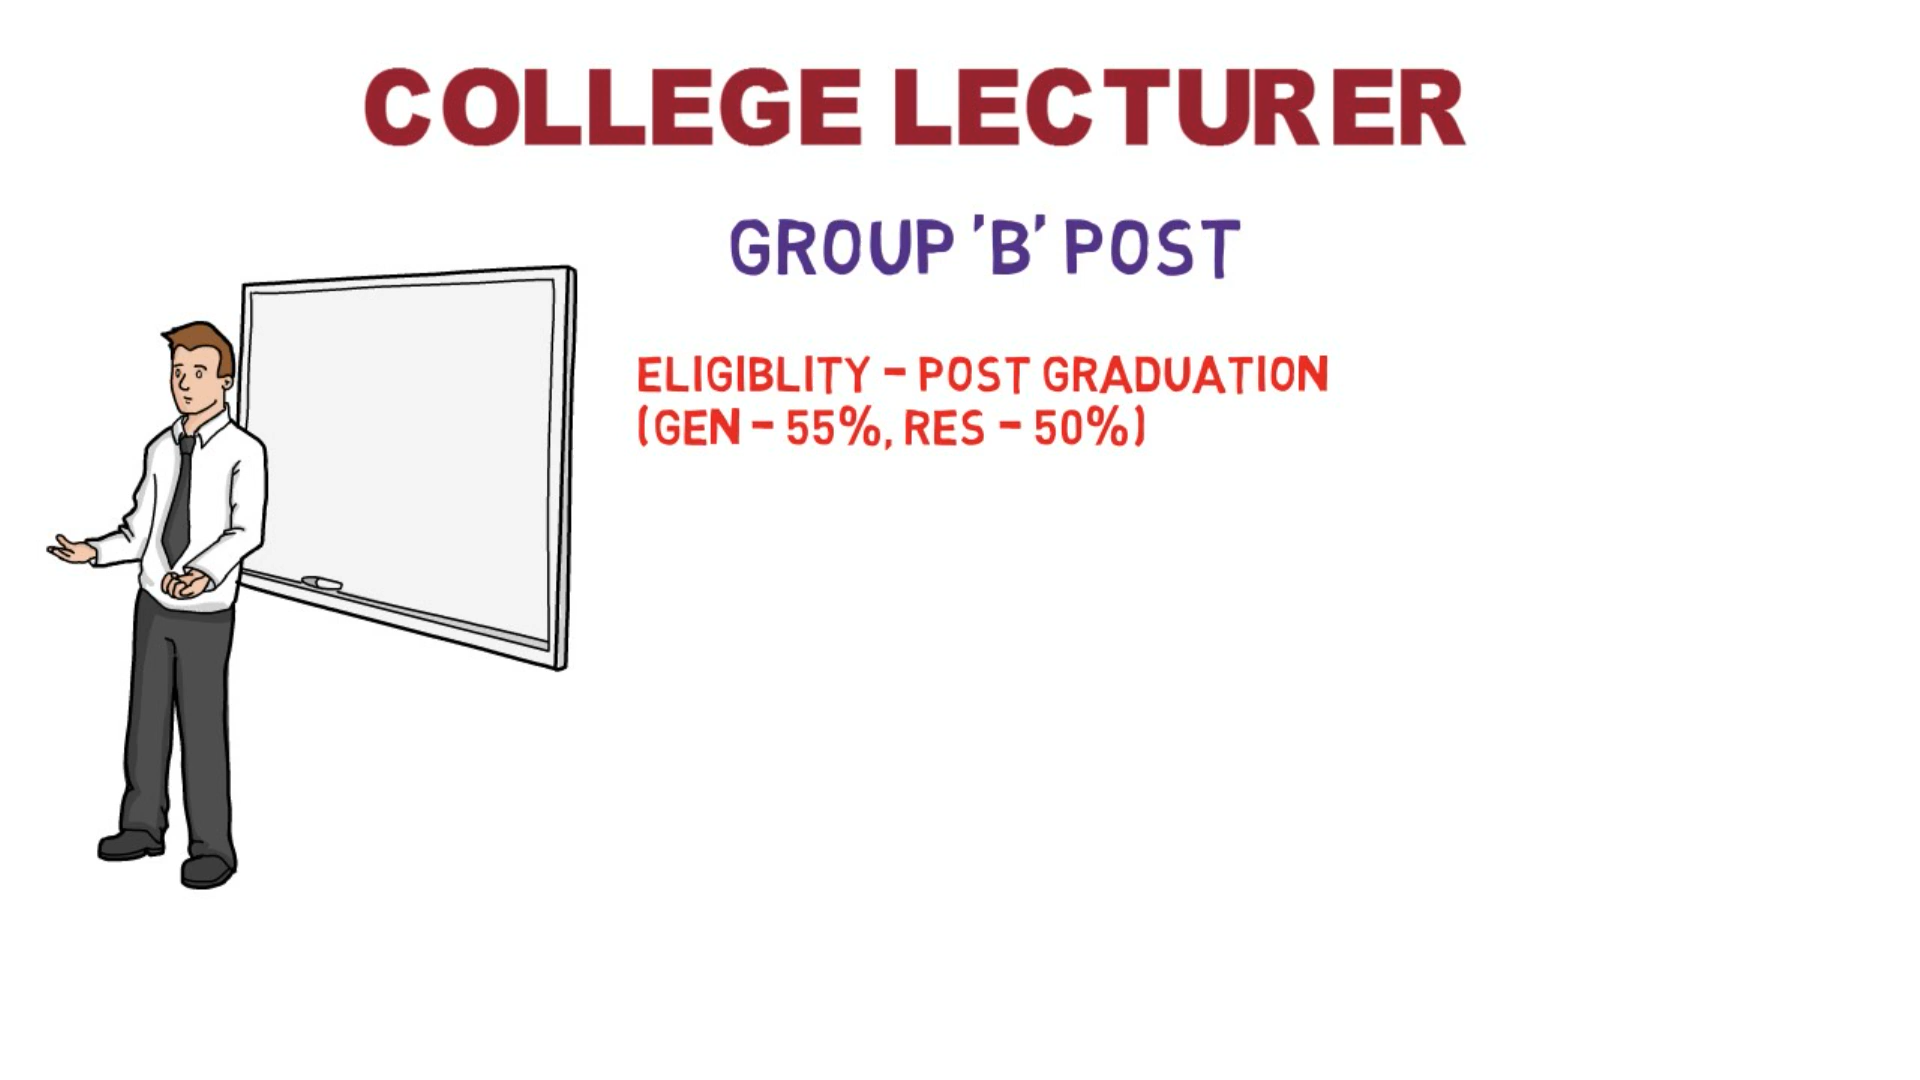 COLLEGE LECTURER
GROUP 'B' POST
ELIGIBLITY - POST GRADUATION
(GEN - 55%, RES - 50%)